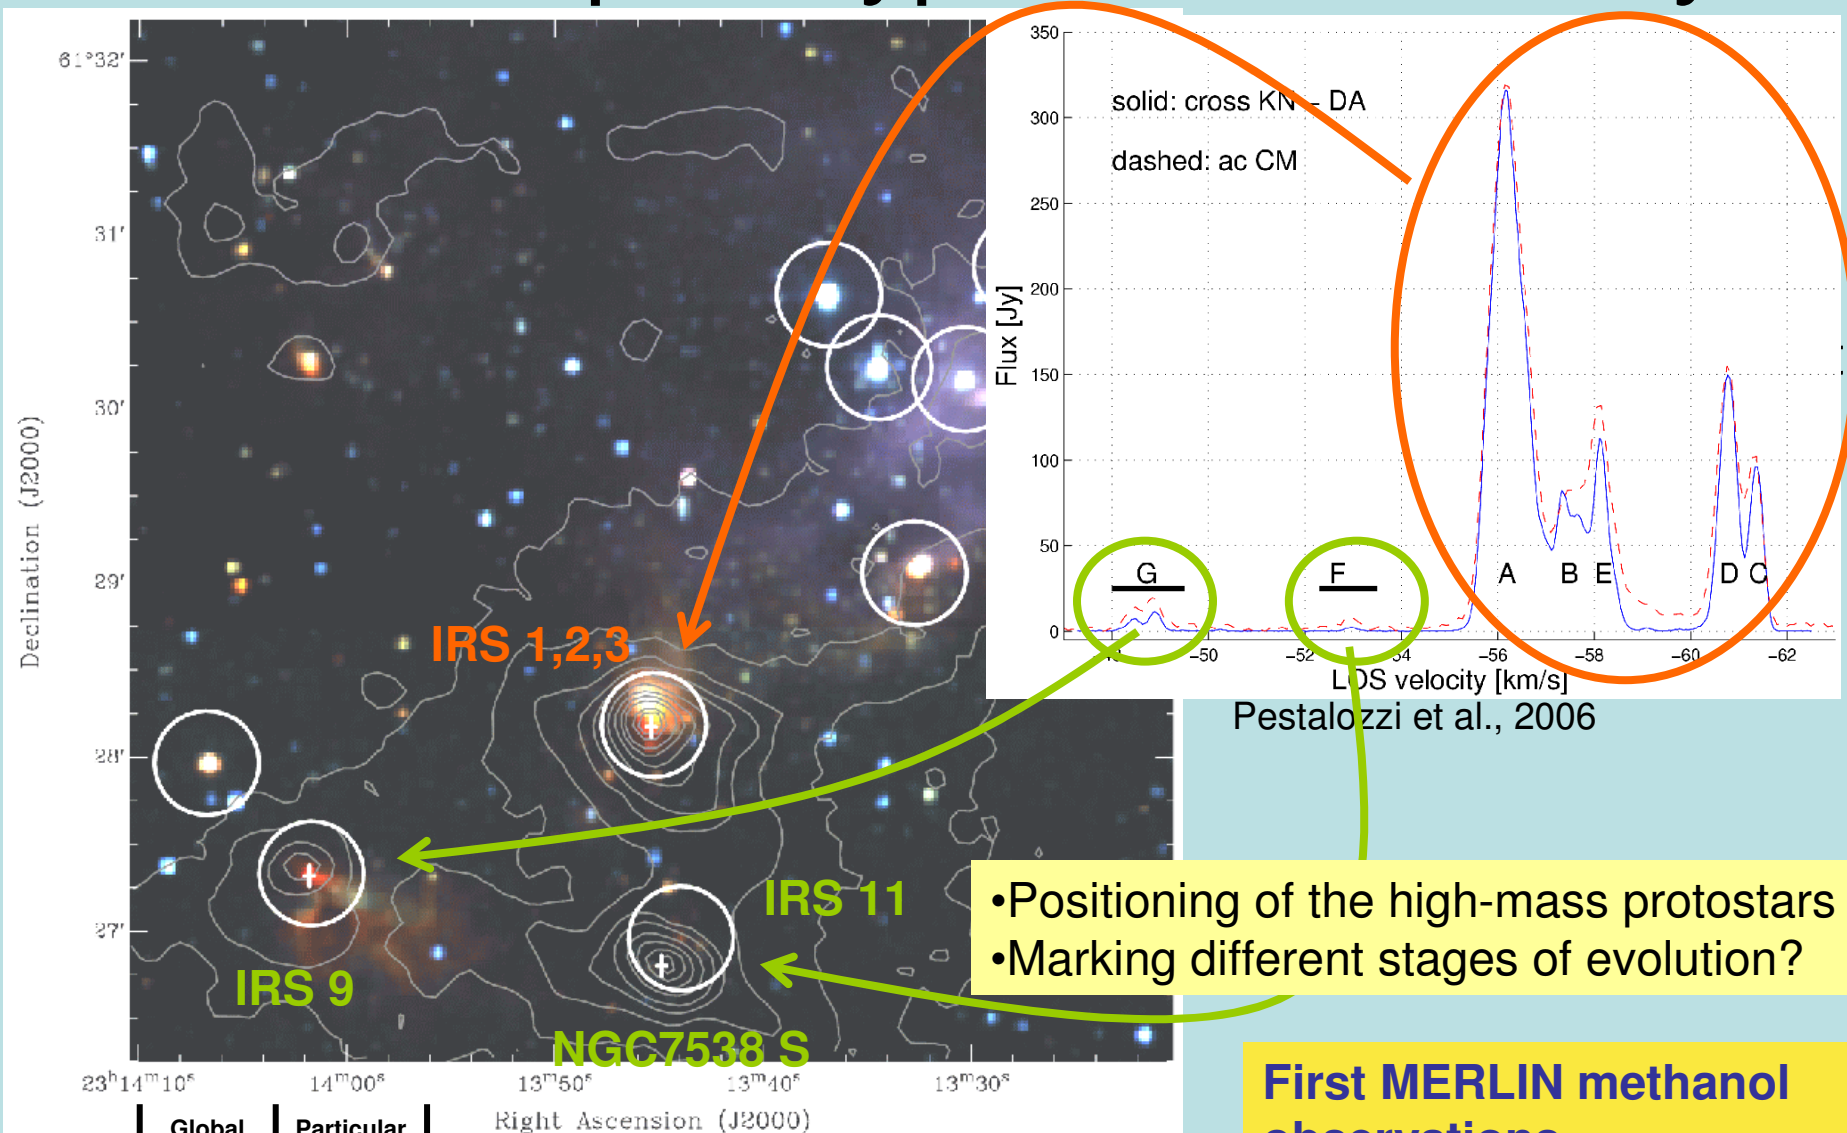 61°32′
31′
30′
29′
28′
27′
Declination (J2000)
23ʰ14ᵐ10ˢ
14ᵐ00ˢ
13ᵐ50ˢ
13ᵐ40ˢ
13ᵐ30ˢ
Right Ascension (J2000)
IRS 1,2,3
IRS 11
IRS 9
NGC7538 S
Global
Particular
350
300
250
200
150
100
50
0
Flux [Jy]
solid: cross KN – DA
dashed: ac CM
G
F
A
B
E
D
C
−50
−52
−56
−58
−60
−62
LOS velocity [km/s]
Pestalozzi et al., 2006
•Positioning of the high-mass protostars
•Marking different stages of evolution?
First MERLIN methanol
observations